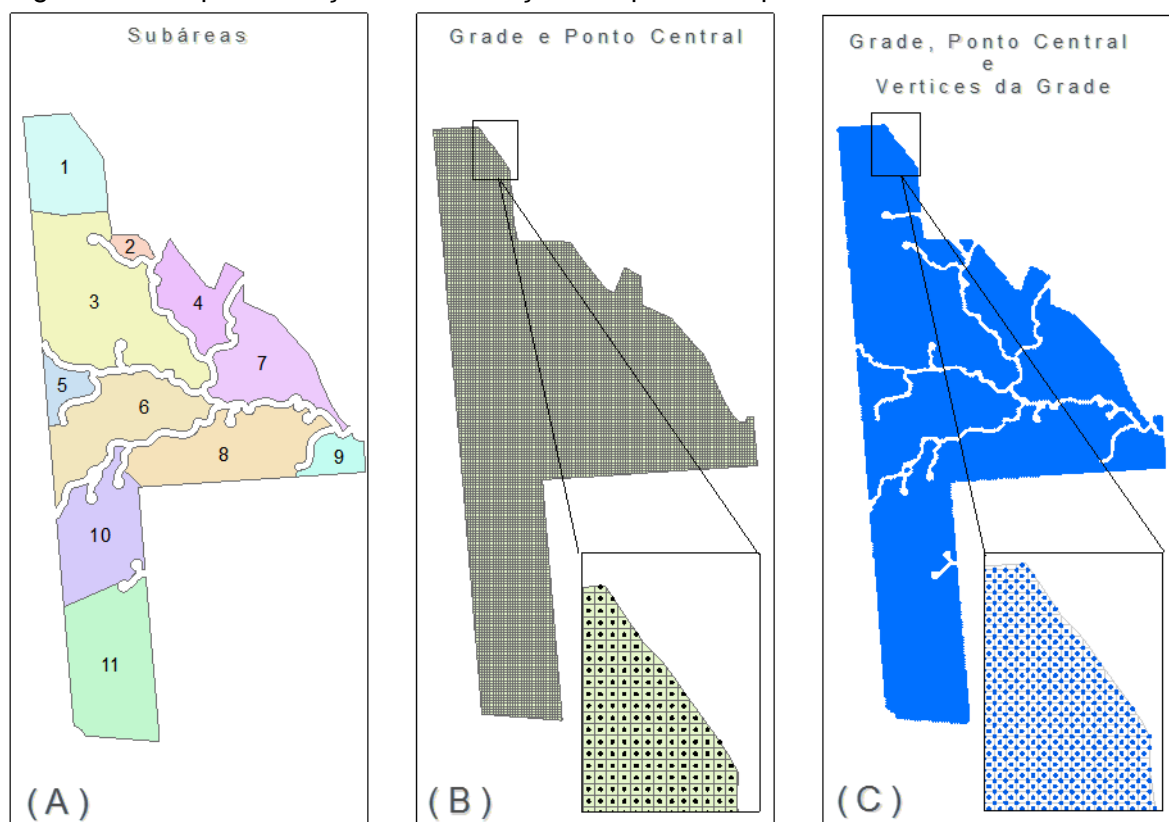 Subáreas
1
2
3
4
5
6
7
8
9
10
11
(A)
Grade e Ponto Central
(B)
Grade, Ponto Central
e
Vertices da Grade
(C)